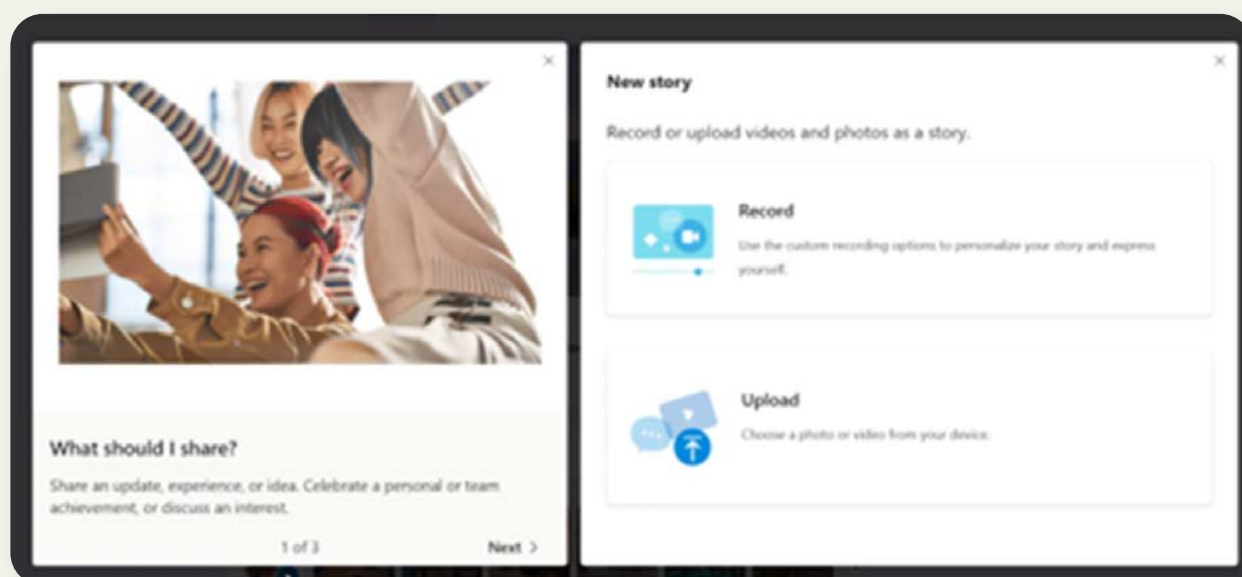 What should I share?
Share an update, experience, or idea. Celebrate a personal or team
achievement, or discuss an interest.
1 of 3
Next >
New story
Record or upload videos and photos as a story.
Record
Use the custom recording options to personalize your story and express
yourself.
Upload
Choose a photo or video from your device.